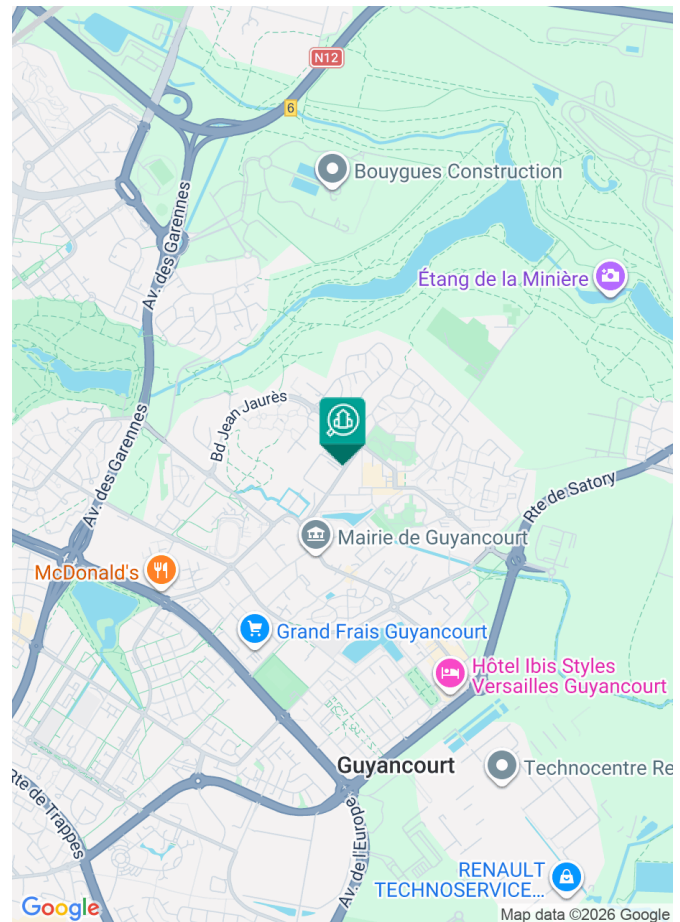 N12
6
Bouygues Construction
Av. des Garennes
Étang de la Minière
Bd Jean Jaurès
Av. des Garennes
Rte de Satory
Mairie de Guyancourt
McDonald's
Grand Frais Guyancourt
Hôtel Ibis Styles
Versailles Guyancourt
Guyancourt
Technocentre Re
Rte de Trappes
Av. de l'Europe
RENAULT
TECHNOSERVICE...
Google
Map data ©2026 Google